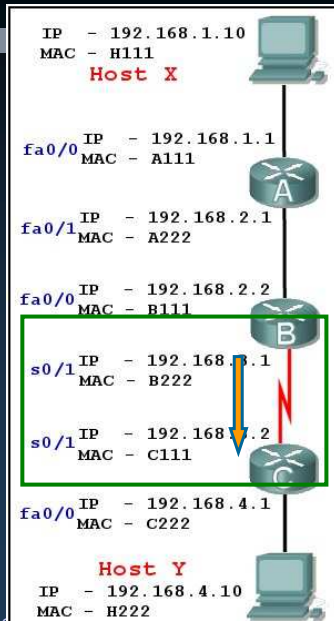 IP - 192.168.1.10
MAC - H111
Host X
fa0/0 IP - 192.168.1.1
MAC - A111
A
fa0/1 IP - 192.168.2.1
MAC - A222
fa0/0 IP - 192.168.2.2
MAC - B111
B
s0/1 IP - 192.168.3.1
MAC - B222
s0/1 IP -
MAC - C111
C
fa0/0 IP - 192.168.4.1
MAC - C222
Host Y
IP - 192.168.4.10
MAC - H222